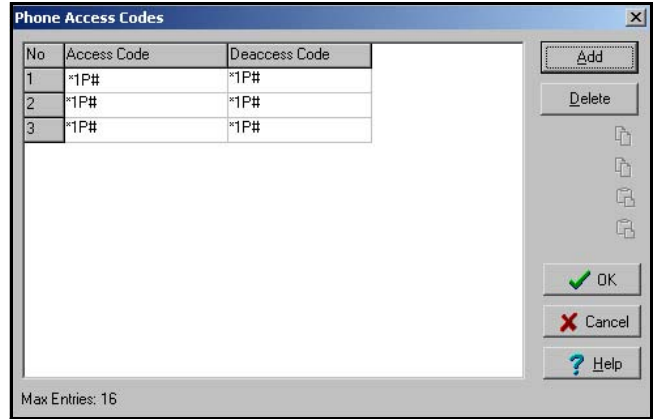 Phone Access Codes
No Access Code Deaccess Code
1 *1P# *1P#
2 *1P# *1P#
3 *1P# *1P#
Add
Delete
OK
Cancel
? Help
Max Entries: 16